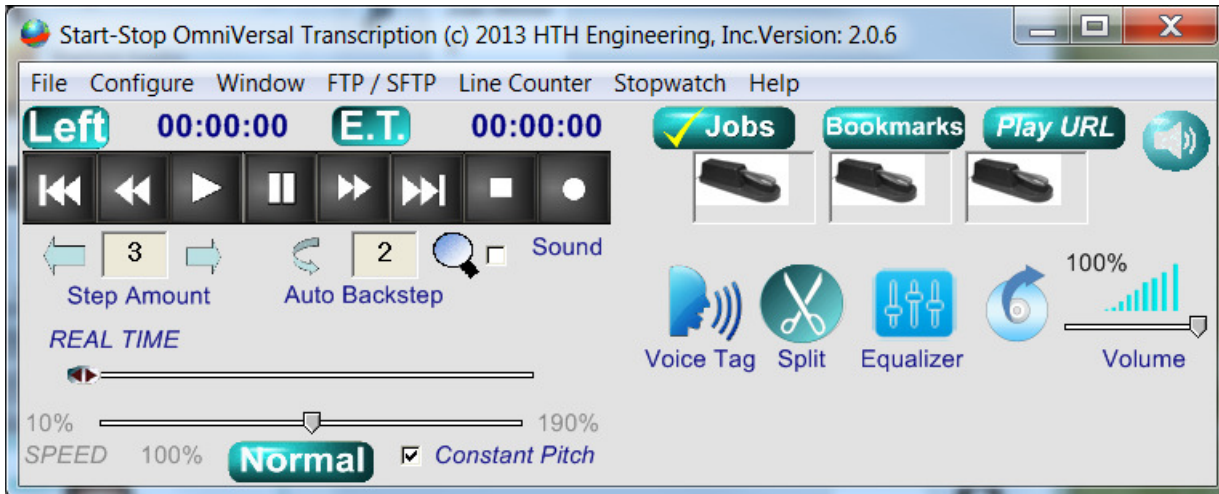 Start-Stop OmniVersal Transcription (c) 2013 HTH Engineering, Inc.Version: 2.0.6
File Configure Window FTP / SFTP Line Counter Stopwatch Help
Left 00:00:00 E.T. 00:00:00 Jobs Bookmarks Play URL
3 2 Sound
Step Amount Auto Backstep
100%
REAL TIME
Voice Tag Split Equalizer Volume
10% 190%
SPEED 100% Normal Constant Pitch